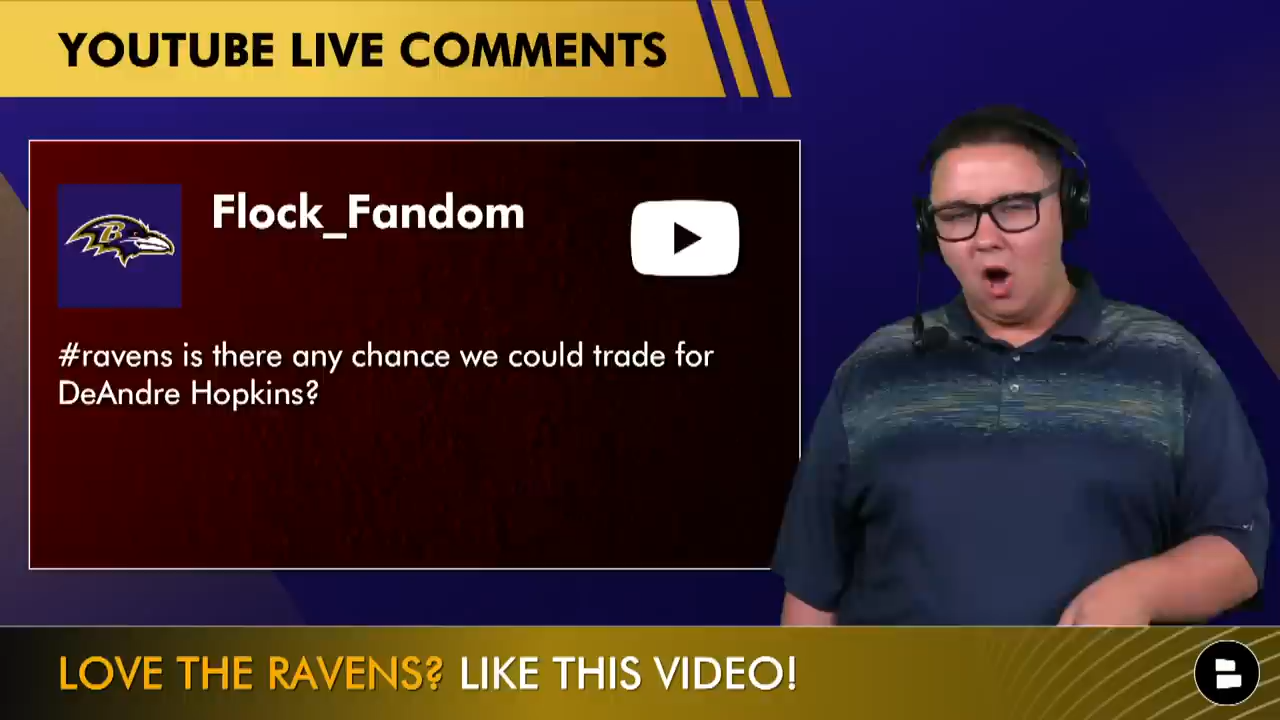 YOUTUBE LIVE COMMENTS
B
Flock_Fandom
#ravens is there any chance we could trade for
DeAndre Hopkins?
LOVE THE RAVENS? LIKE THIS VIDEO!